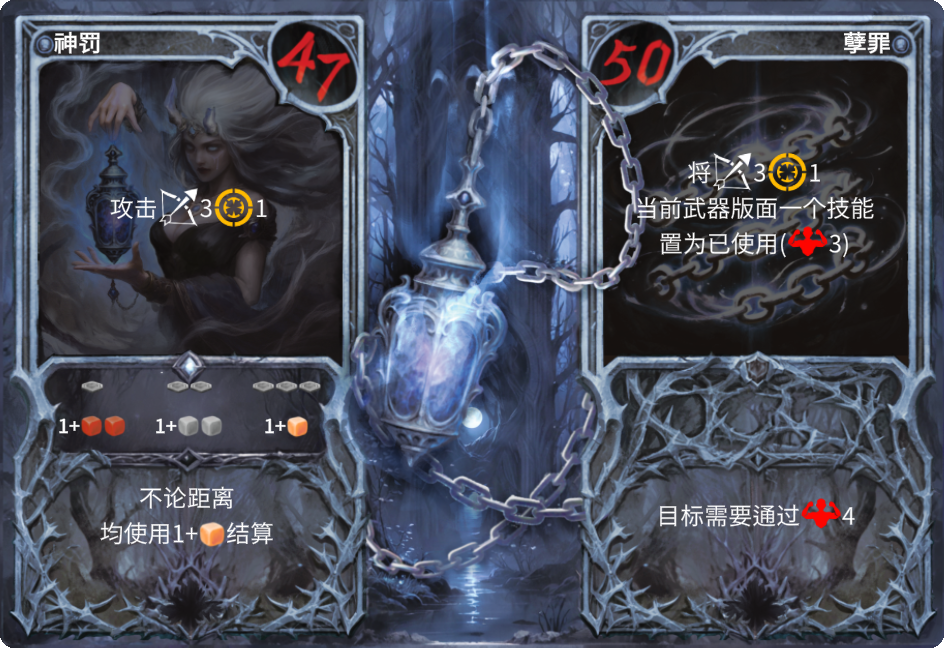 神罚
47
攻击3 1
1+
1+
1+
不论距离
均使用1+结算
50
孽罪
将3 1
当前武器版面一个技能
置为已使用(3)
目标需要通过4